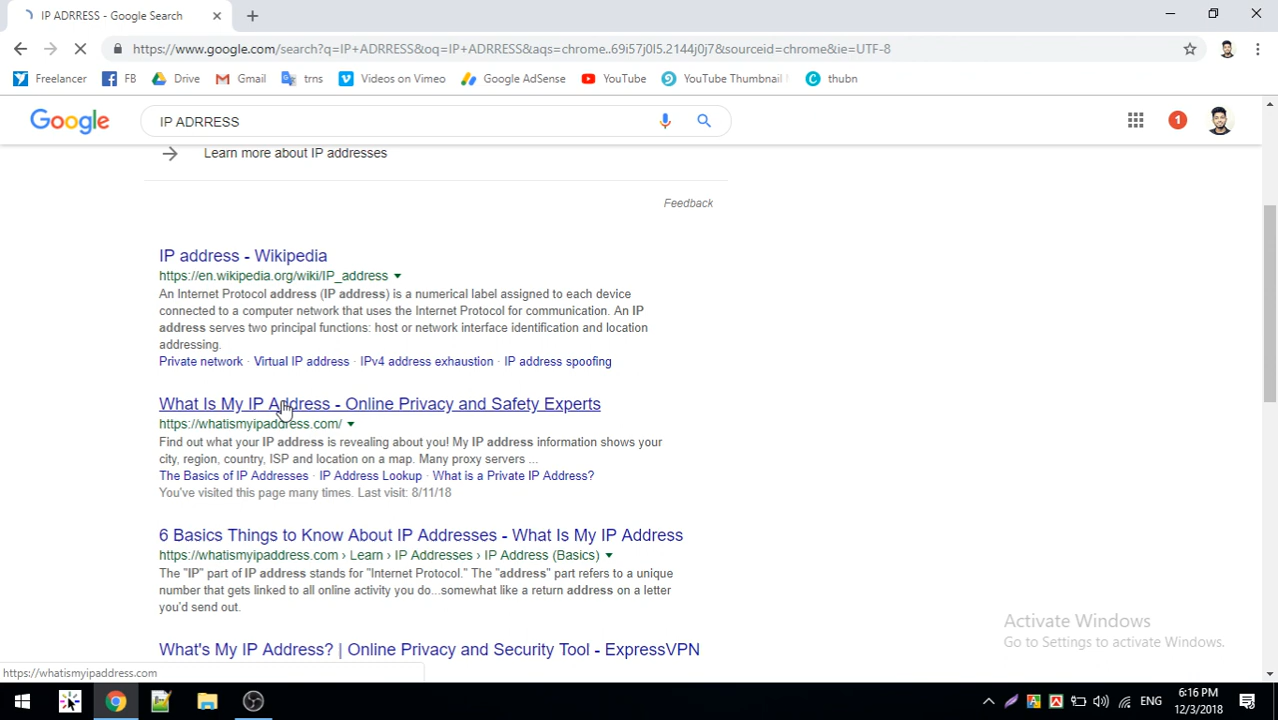 IP ADRRESS - Google Search
https://www.google.com/search?q=IP+ADRRESS&oq=IP+ADRRESS&aqs=chrome..69i57j0l5.2144j0j7&sourceid=chrome&ie=UTF-8
Freelancer FB Drive Gmail trns Videos on Vimeo Google AdSense YouTube YouTube Thumbnail thubn
Google IP ADRRESS 1
Learn more about IP addresses
Feedback
IP address - Wikipedia
https://en.wikipedia.org/wiki/IP_address
An Internet Protocol address (IP address) is a numerical label assigned to each device
connected to a computer network that uses the Internet Protocol for communication. An IP
address serves two principal functions: host or network interface identification and location
addressing.
Private network · Virtual IP address · IPv4 address exhaustion · IP address spoofing
What Is My IP Address - Online Privacy and Safety Experts
https://whatismyipaddress.com/
Find out what your IP address is revealing about you! My IP address information shows your
city, region, country, ISP and location on a map. Many proxy servers ...
The Basics of IP Addresses · IP Address Lookup · What is a Private IP Address?
You've visited this page many times. Last visit: 8/11/18
6 Basics Things to Know About IP Addresses - What Is My IP Address
https://whatismyipaddress.com › Learn › IP Addresses › IP Address (Basics)
The "IP" part of IP address stands for "Internet Protocol." The "address" part refers to a unique
number that gets linked to all online activity you do...somewhat like a return address on a letter
you'd send out.
What's My IP Address? | Online Privacy and Security Tool - ExpressVPN
Activate Windows
Go to Settings to activate Windows.
https://whatismyipaddress.com
ENG
6:16 PM
12/3/2018